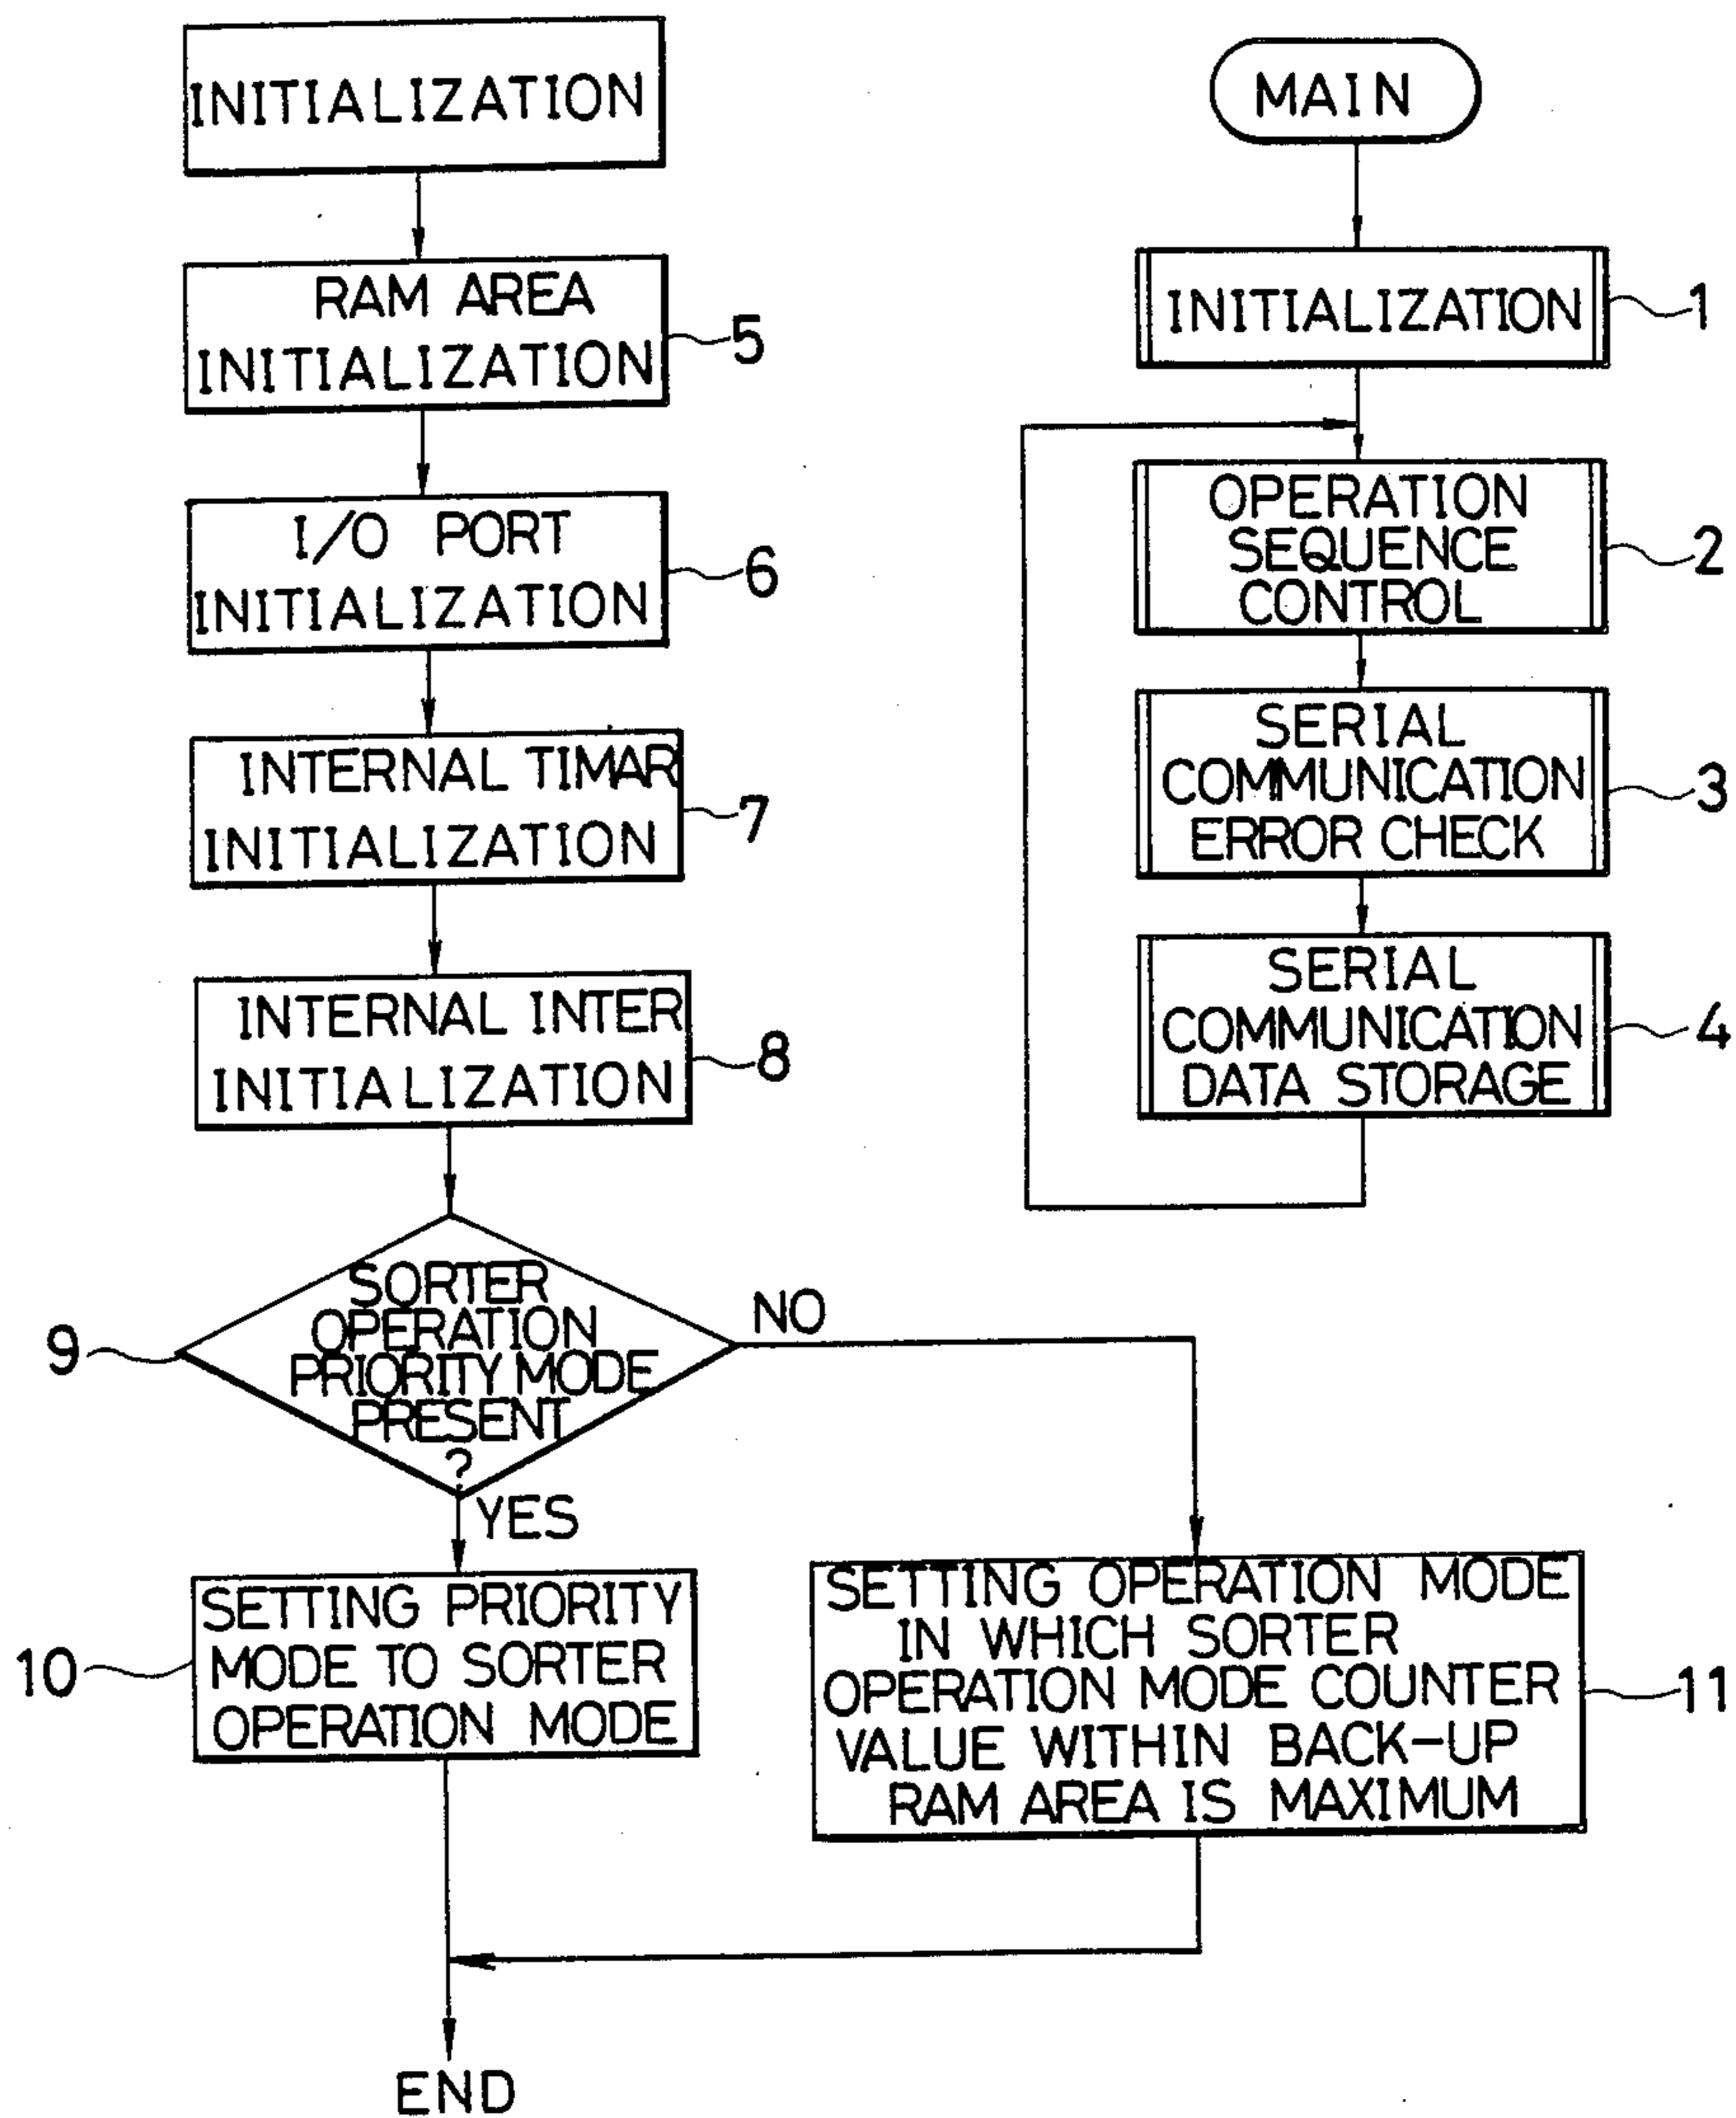 INITIALIZATION
RAM AREA
INITIALIZATION
5
I/O PORT
INITIALIZATION
6
INTERNAL TIMAR
INITIALIZATION
7
INTERNAL INTER
INITIALIZATION
8
SORTER
OPERATION
PRIORITY MODE
PRESENT
?
9
NO
YES
SETTING PRIORITY
MODE TO SORTER
OPERATION MODE
10
SETTING OPERATION MODE
IN WHICH SORTER
OPERATION MODE COUNTER
VALUE WITHIN BACK-UP
RAM AREA IS MAXIMUM
11
END
MAIN
INITIALIZATION
1
OPERATION
SEQUENCE
CONTROL
2
SERIAL
COMMUNICATION
ERROR CHECK
3
SERIAL
COMMUNICATION
DATA STORAGE
4